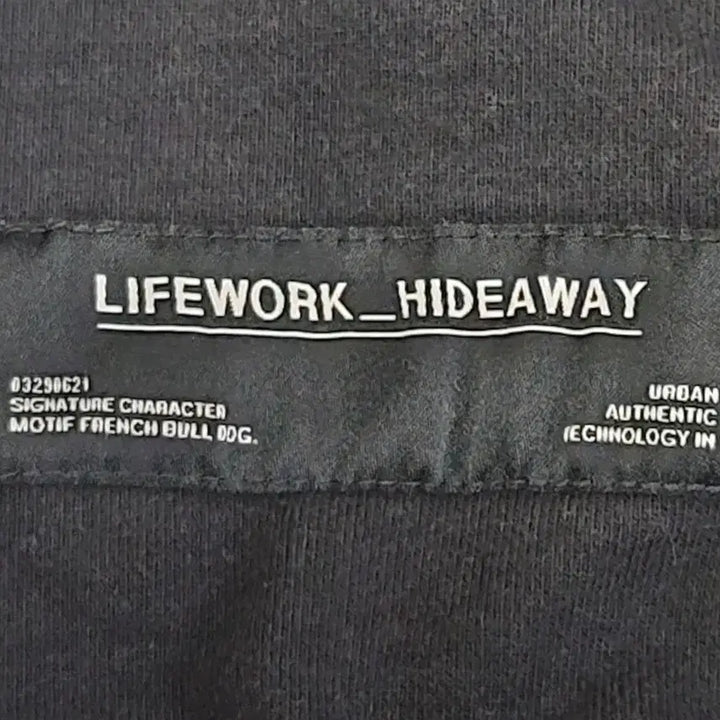 LIFEWORK_HIDEAWAY
03290621
SIGNATURE CHARACTER
MOTIF FRENCH BULL DOG.
URBAN
AUTHENTIC
TECHNOLOGY IN